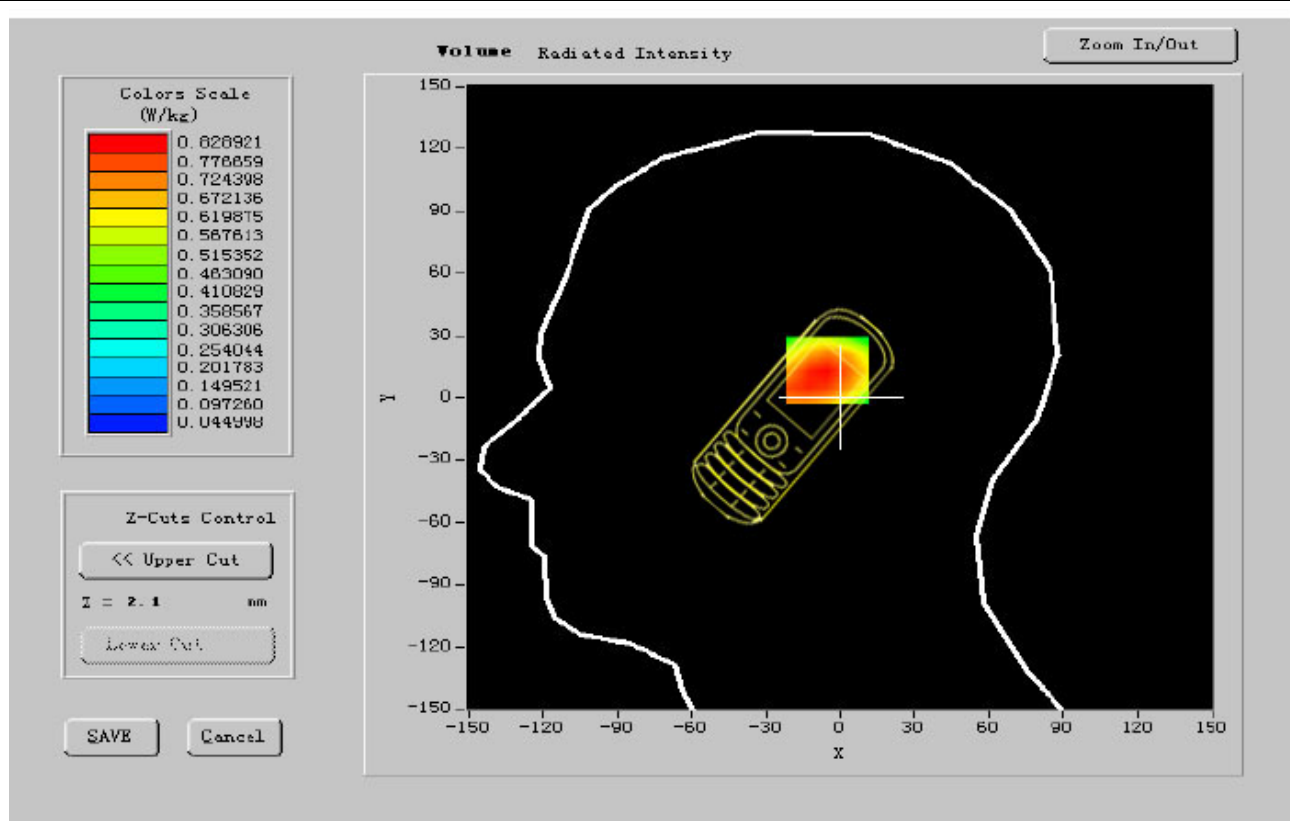 Volume Radiated Intensity
Zoom In/Out
Colors Scale
(W/kg)
0.828921
0.776659
0.724398
0.672136
0.619875
0.567613
0.515352
0.463090
0.410829
0.358567
0.306306
0.254044
0.201783
0.149521
0.097260
0.044998
Z-Cuts Control
<< Upper Cut
Z = 2.1 mm
Lower Cut
SAVE
Cancel
150
120
90
60
30
0
-30
-60
-90
-120
-150
Y
-150 -120 -90 -60 -30 0 30 60 90 120 150
X